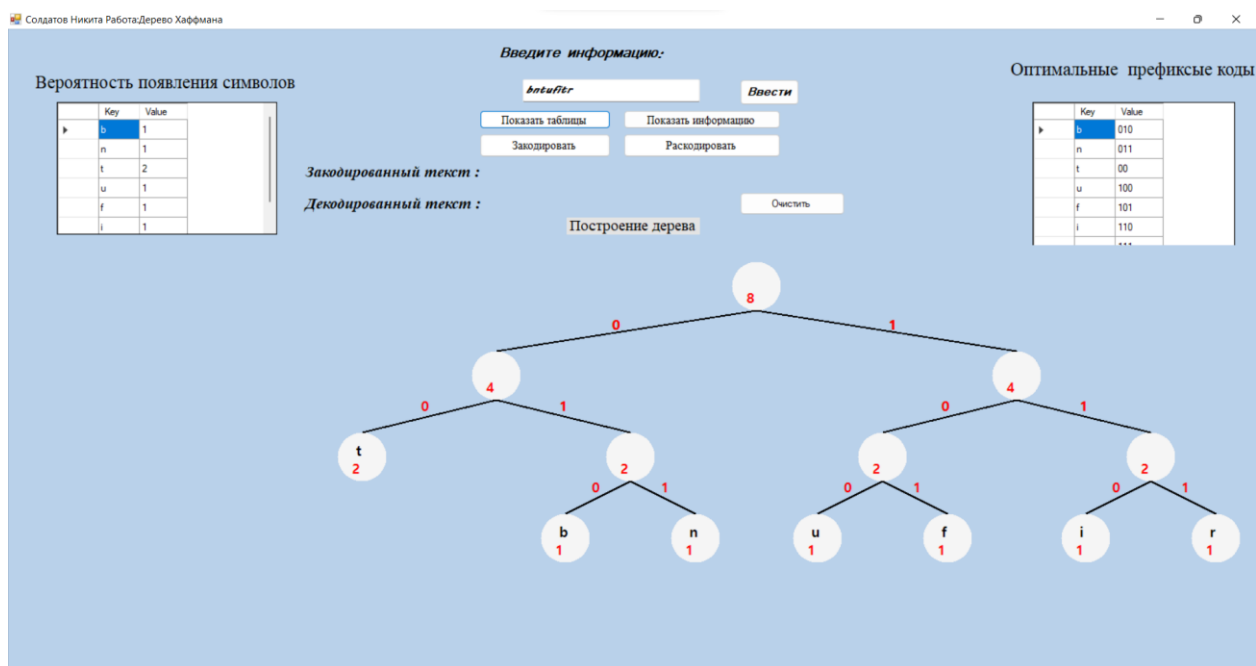 Солдатов Никита Работа:Дерево Хаффмана
Введите информацию:
Вероятность появления символов
Оптимальные префиксые коды
bntufitr
Ввести
Показать таблицы
Показать информацию
Закодировать
Раскодировать
Закодированный текст :
Декодированный текст :
Очистить
Построение дерева
Key Value
b 1
n 1
t 2
u 1
f 1
i 1
Key Value
b 010
n 011
t 00
u 100
f 101
i 110
8
0 1
4 4
0 1 0 1
t
2 2 2 2
0 1 0 1 0 1
b n u f i r
1 1 1 1 1 1